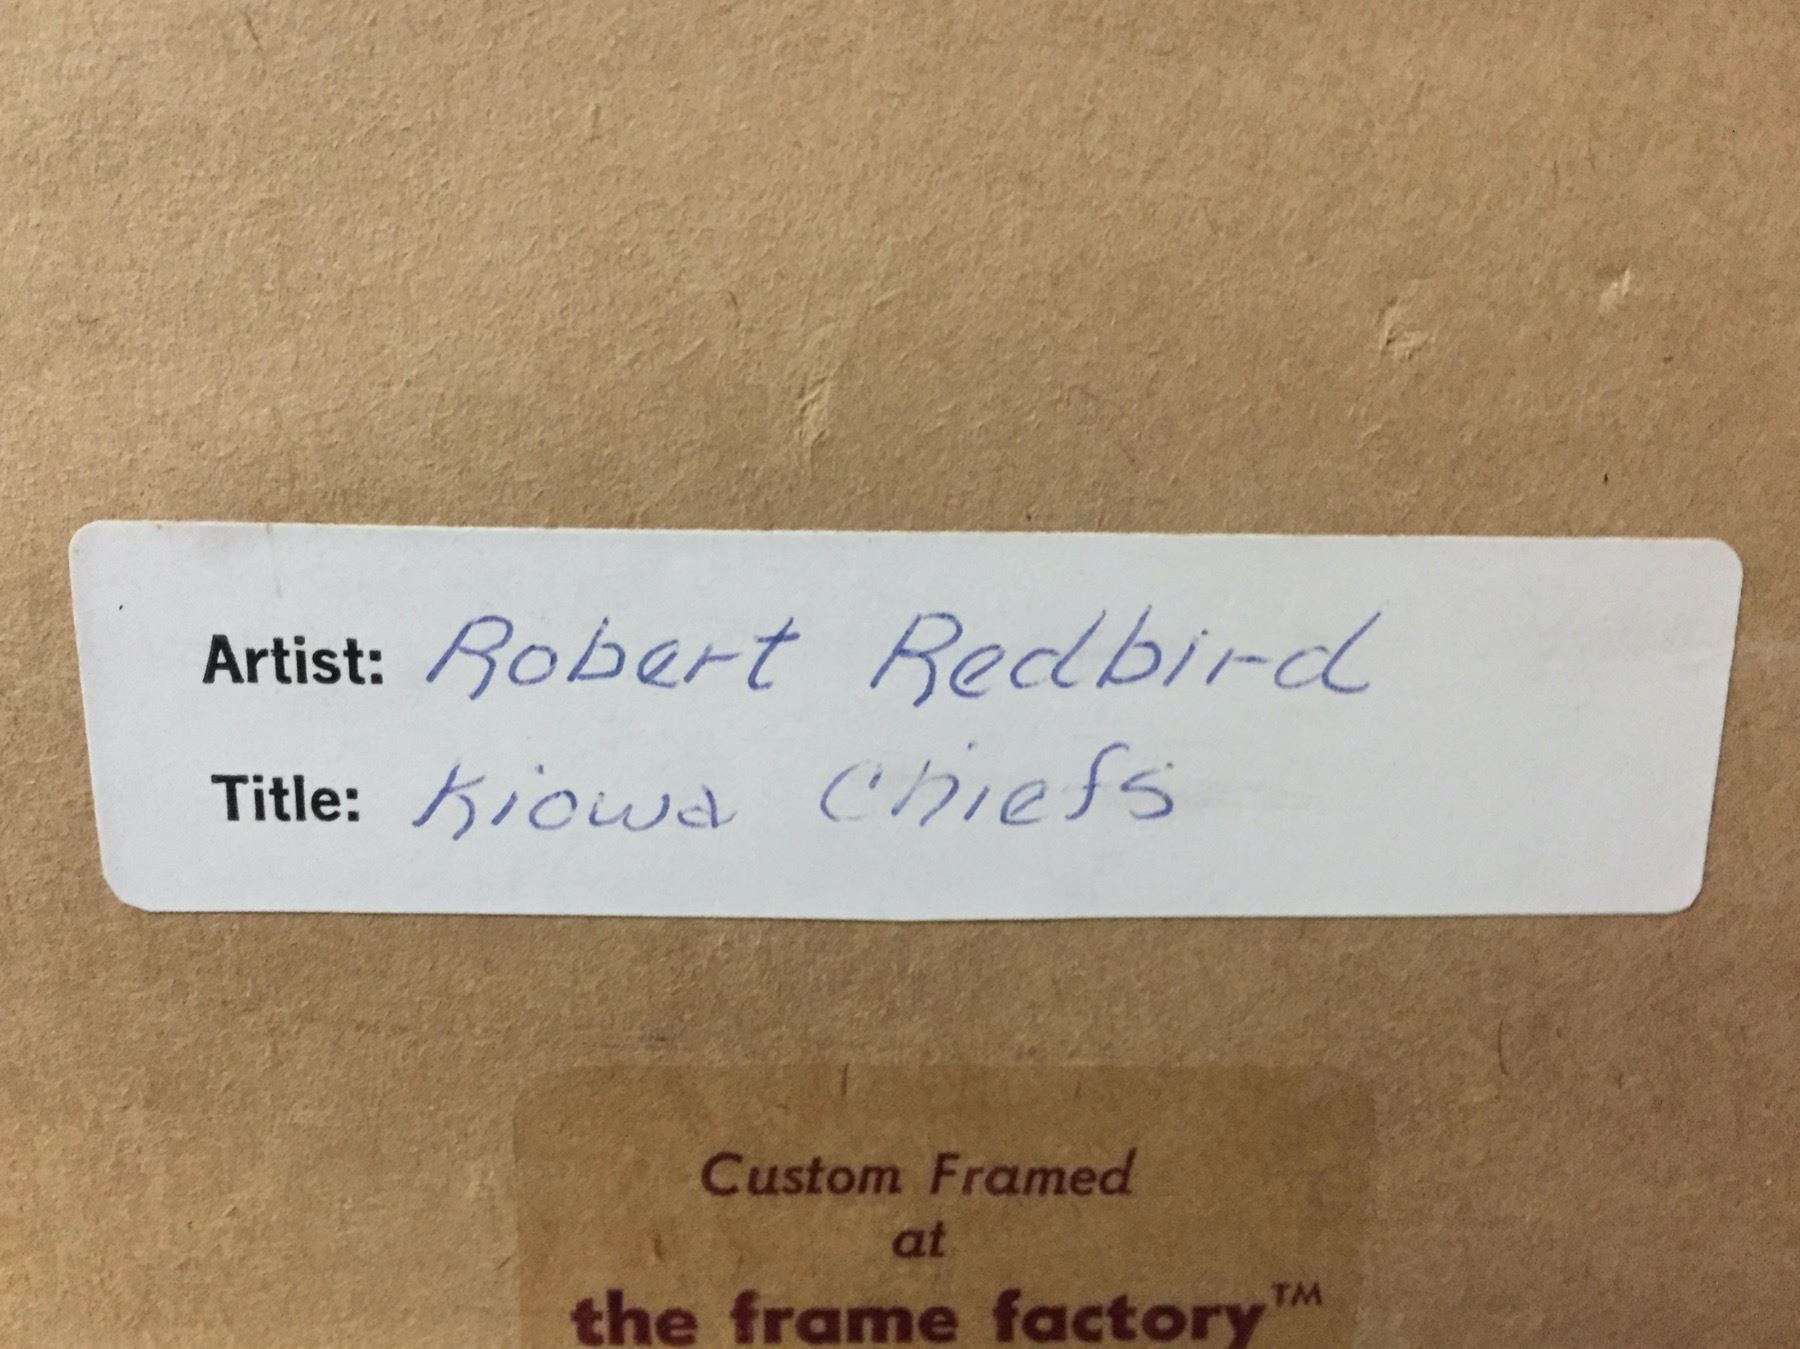 Artist: Robert Redbird
Title: Kiowa Chiefs
Custom Framed
at
the frame factory™